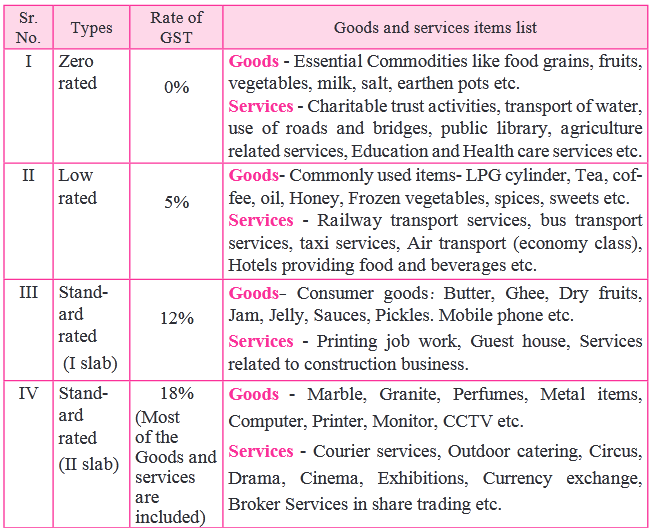 Sr. No. Types Rate of GST Goods and services items list
I Zero rated 0%
Goods - Essential Commodities like food grains, fruits,
vegetables, milk, salt, earthen pots etc.
Services - Charitable trust activities, transport of water,
use of roads and bridges, public library, agriculture
related services, Education and Health care services etc.
II Low rated 5%
Goods- Commonly used items- LPG cylinder, Tea, cof-
fee, oil, Honey, Frozen vegetables, spices, sweets etc.
Services - Railway transport services, bus transport
services, taxi services, Air transport (economy class),
Hotels providing food and beverages etc.
III Stand-
ard
rated
(I slab)
12%
Goods– Consumer goods: Butter, Ghee, Dry fruits,
Jam, Jelly, Sauces, Pickles. Mobile phone etc.
Services - Printing job work, Guest house, Services
related to construction business.
IV Stand-
ard
rated
(II slab)
18%
(Most
of the
Goods and
services
are
included)
Goods - Marble, Granite, Perfumes, Metal items,
Computer, Printer, Monitor, CCTV etc.
Services - Courier services, Outdoor catering, Circus,
Drama, Cinema, Exhibitions, Currency exchange,
Broker Services in share trading etc.